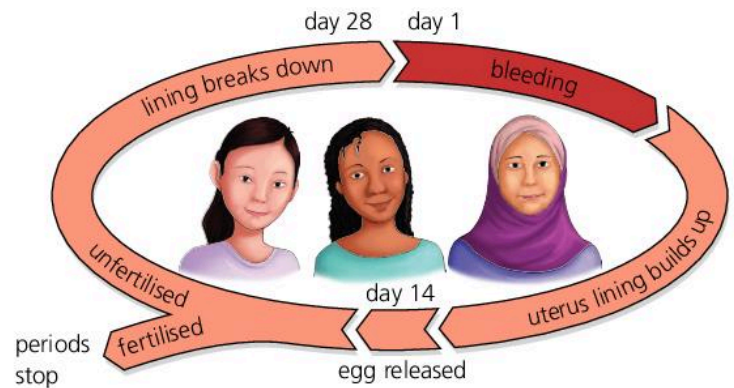 day 28
day 1
lining breaks down
bleeding
uterus lining builds up
day 14
egg released
unfertilised
fertilised
periods
stop